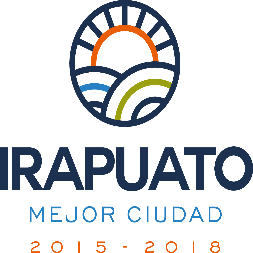 IRAPUATO
MEJOR CIUDAD
2015 - 2018